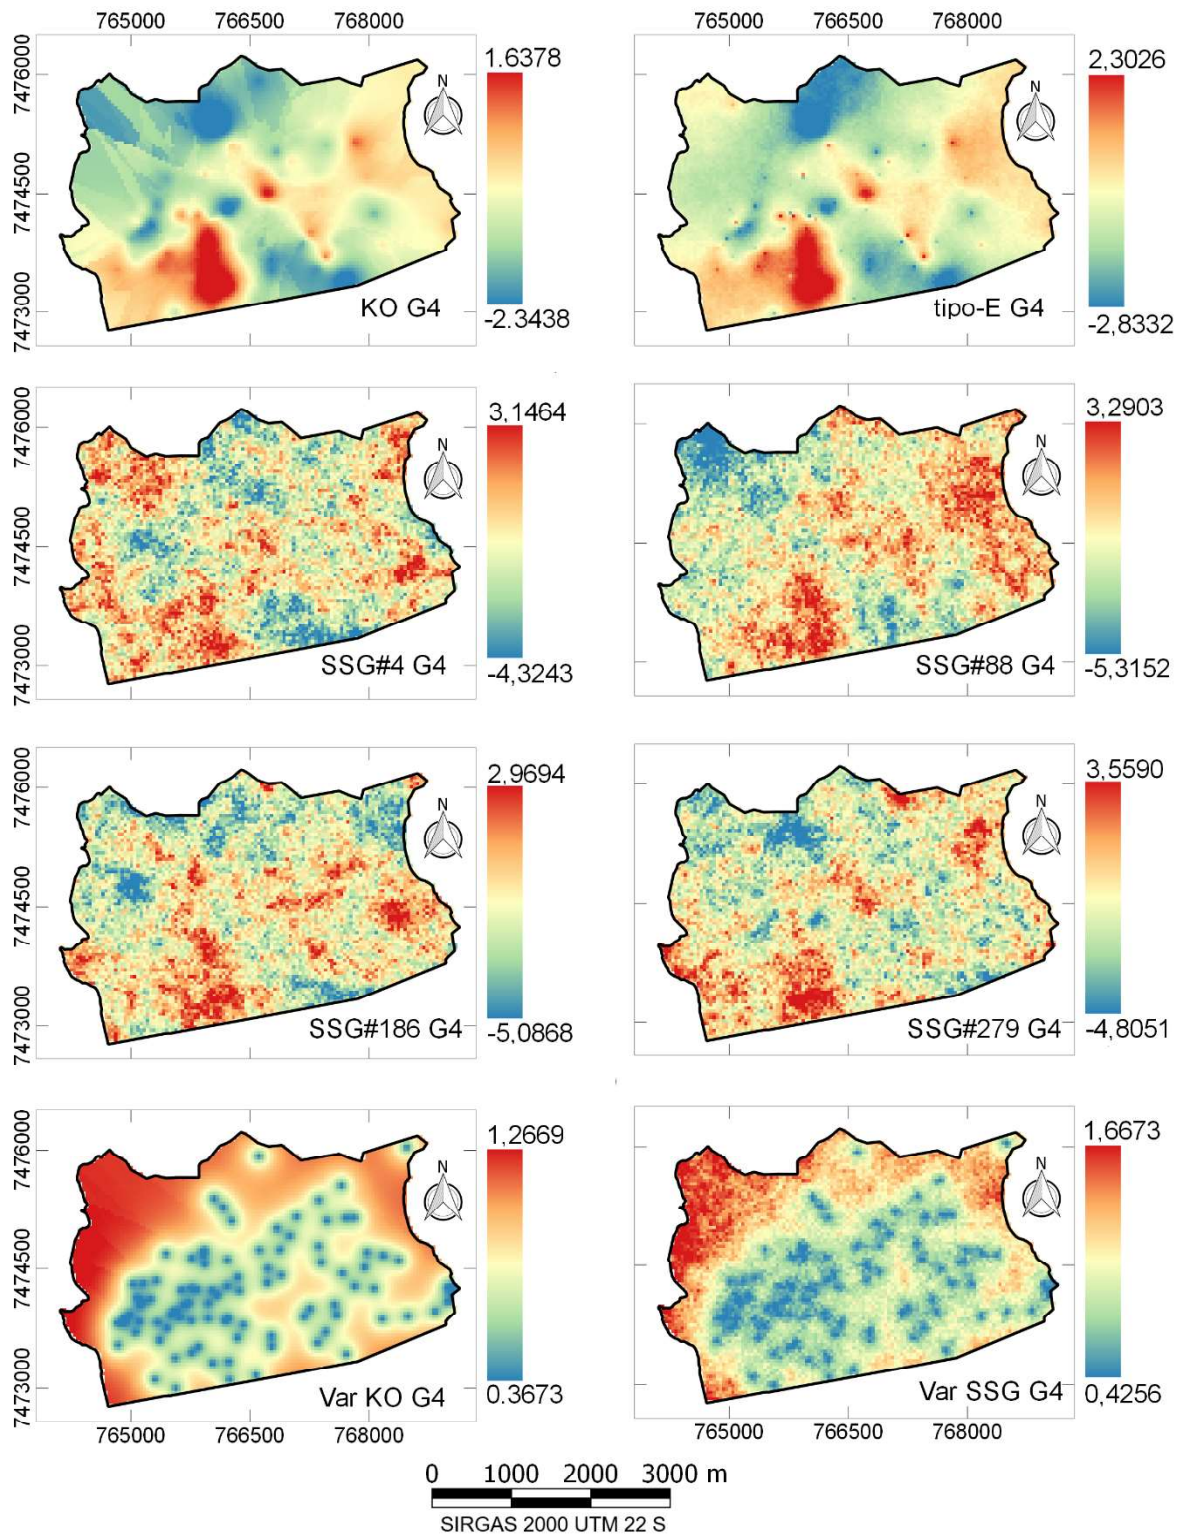 765000 766500 768000
765000 766500 768000
7476000
7474500
7473000
N
1.6378
-2.3438
KO G4
N
2,3026
-2,8332
tipo-E G4
7476000
7474500
7473000
N
3,1464
-4,3243
SSG#4 G4
N
3,2903
-5,3152
SSG#88 G4
7476000
7474500
7473000
N
2,9694
-5,0868
SSG#186 G4
N
3,5590
-4,8051
SSG#279 G4
7476000
7474500
7473000
N
1,2669
0.3673
Var KO G4
N
1,6673
0,4256
Var SSG G4
765000 766500 768000
765000 766500 768000
0 1000 2000 3000 m
SIRGAS 2000 UTM 22 S